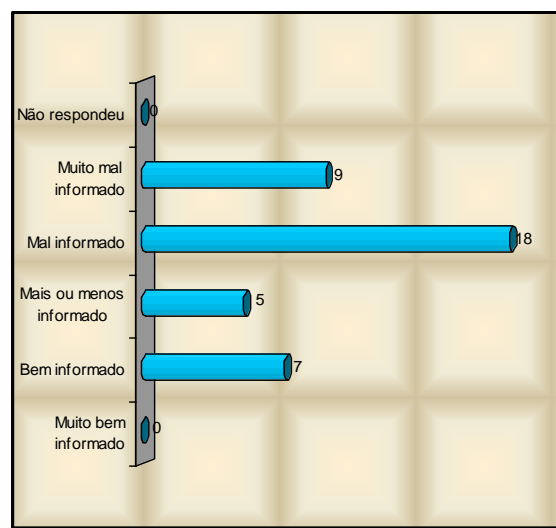 Não respondeu
0
Muito mal
informado
9
Mal informado
18
Mais ou menos
informado
5
Bem informado
7
Muito bem
informado
0